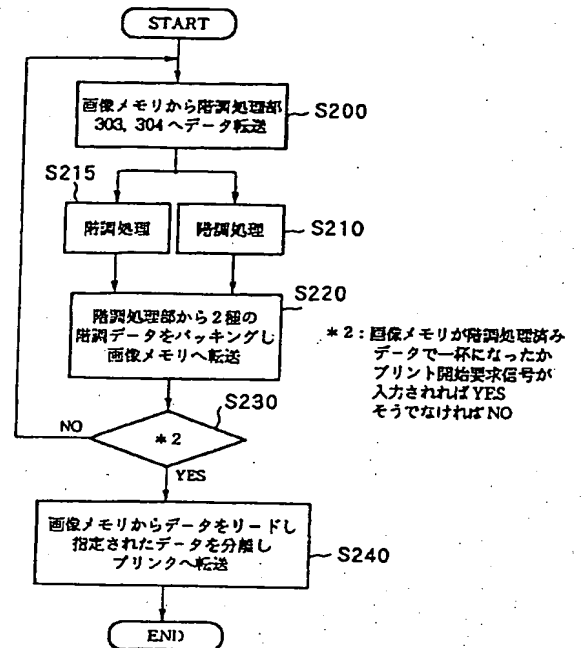 START
画像メモリから階調処理部
303, 304へデータ転送
S200
S215
階調処理
階調処理
S210
S220
階調処理部から2種の
階調データをパッキングし
画像メモリへ転送
*2:画像メモリが階調処理済み
データで一杯になったか
プリント開始要求信号が
入力されればYES
そうでなければNO
S230
NO
*2
YES
画像メモリからデータをリードし
指定されたデータを分離し
プリンタへ転送
S240
END